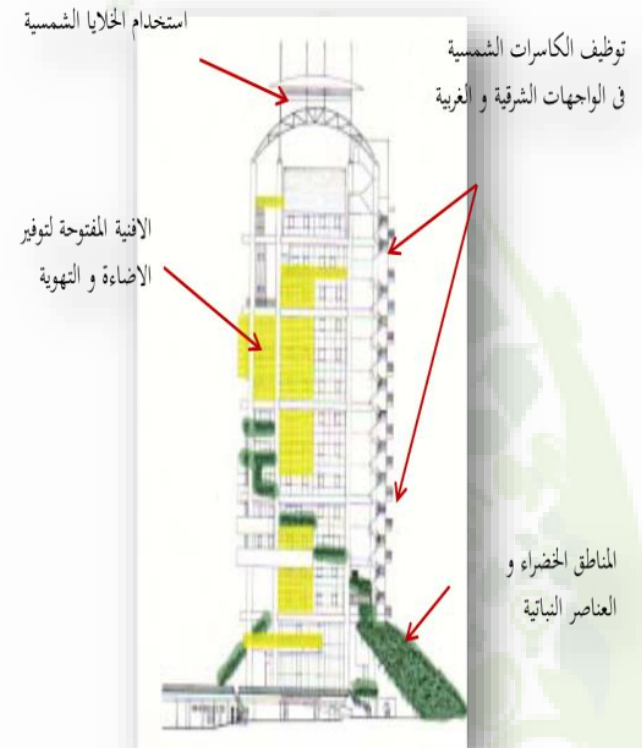 استخدام الخلايا الشمسية
توظيف الكاسرات الشمسية
فى الواجهات الشرقية و الغربية
الافنية المفتوحة لتوفير
الاضاءة و التهوية
المناطق الخضراء و
العناصر النباتية